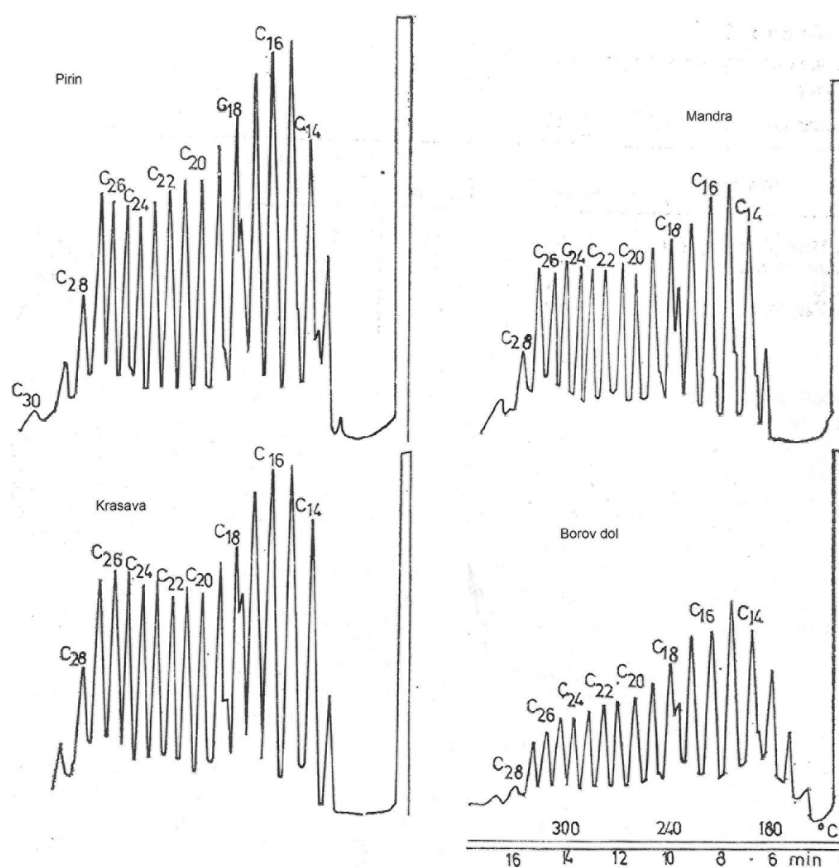 Pirin
C30 C28 C26 C24 C22 C20 C18 C16 C14
Mandra
C28 C26 C24 C22 C20 C18 C16 C14
Krasava
C28 C26 C24 C22 C20 C18 C16 C14
Borov dol
C28 C26 C24 C22 C20 C18 C16 C14
300 240 180 °C
16 14 12 10 8 6 min